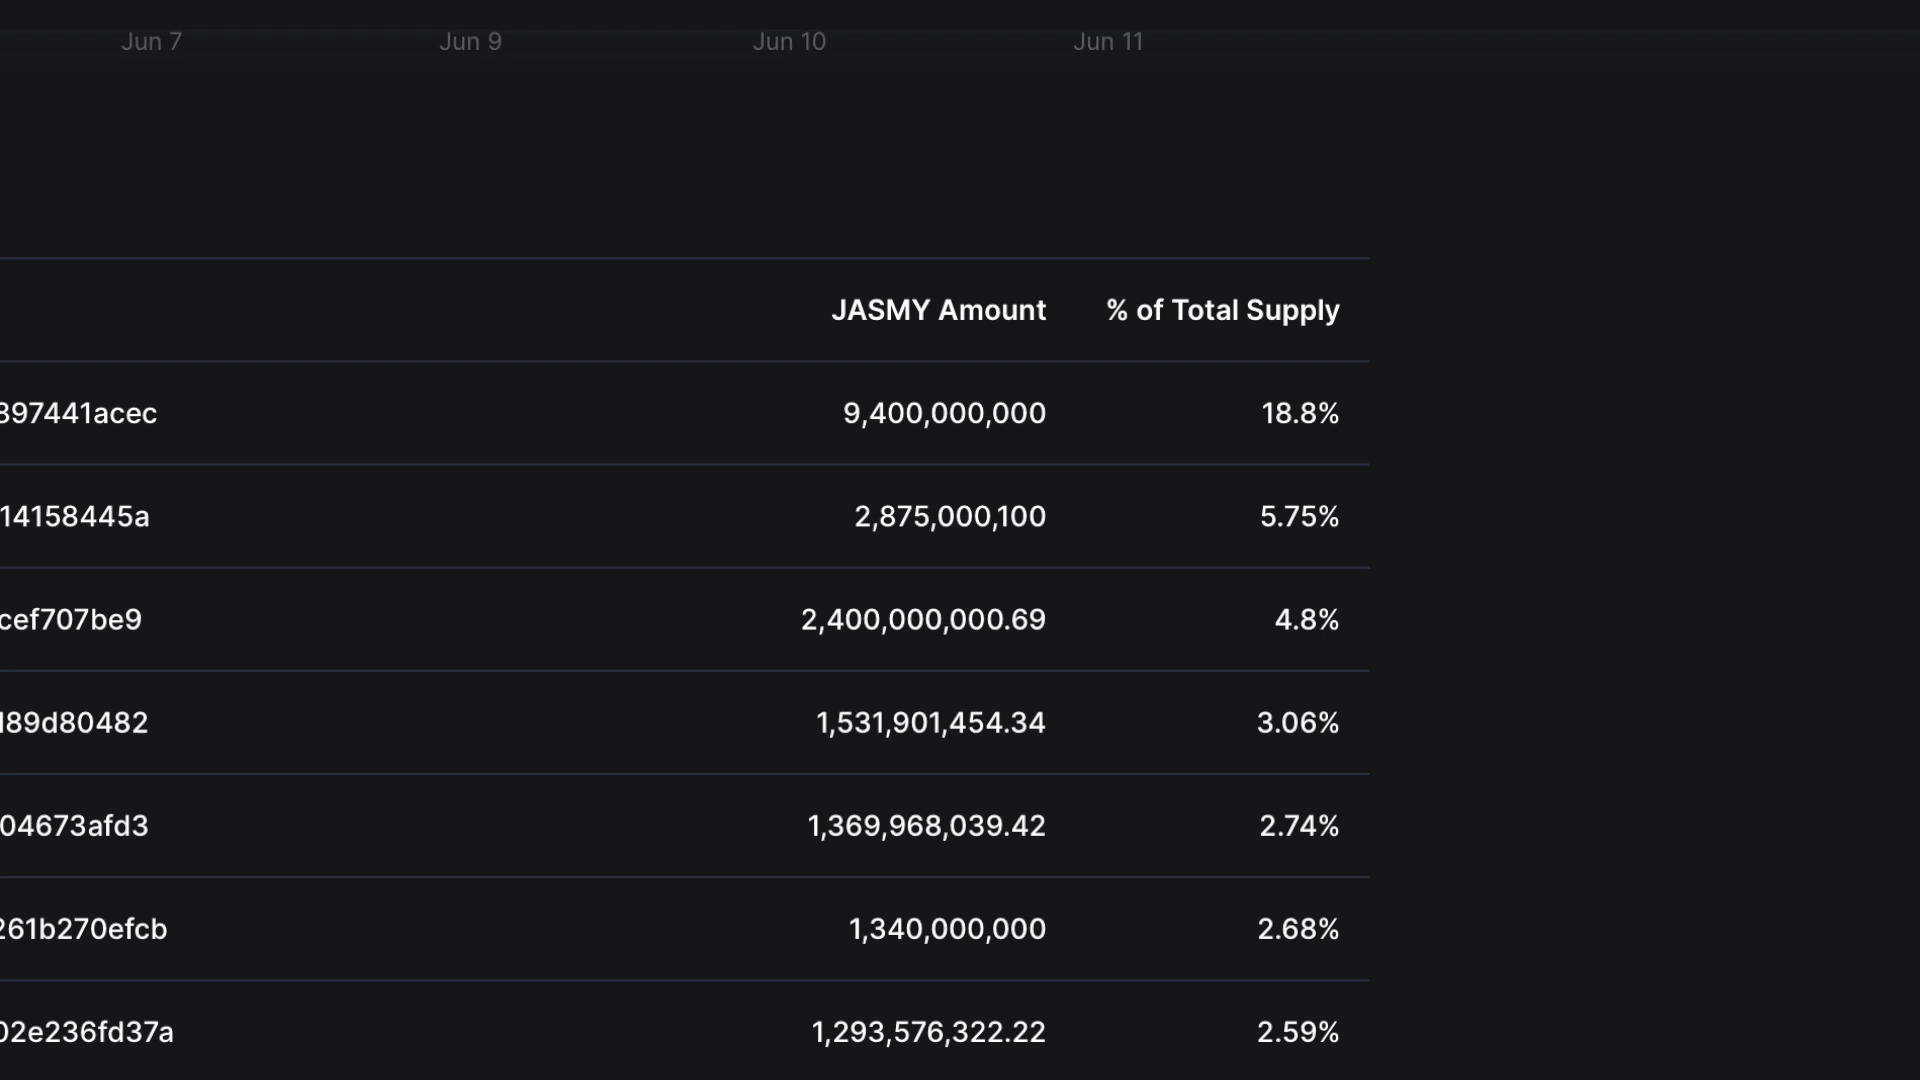 Jun 7 Jun 9 Jun 10 Jun 11
JASMY Amount % of Total Supply
897441acec 9,400,000,000 18.8%
14158445a 2,875,000,100 5.75%
cef707be9 2,400,000,000.69 4.8%
d89d80482 1,531,901,454.34 3.06%
04673afd3 1,369,968,039.42 2.74%
261b270efcb 1,340,000,000 2.68%
02e236fd37a 1,293,576,322.22 2.59%